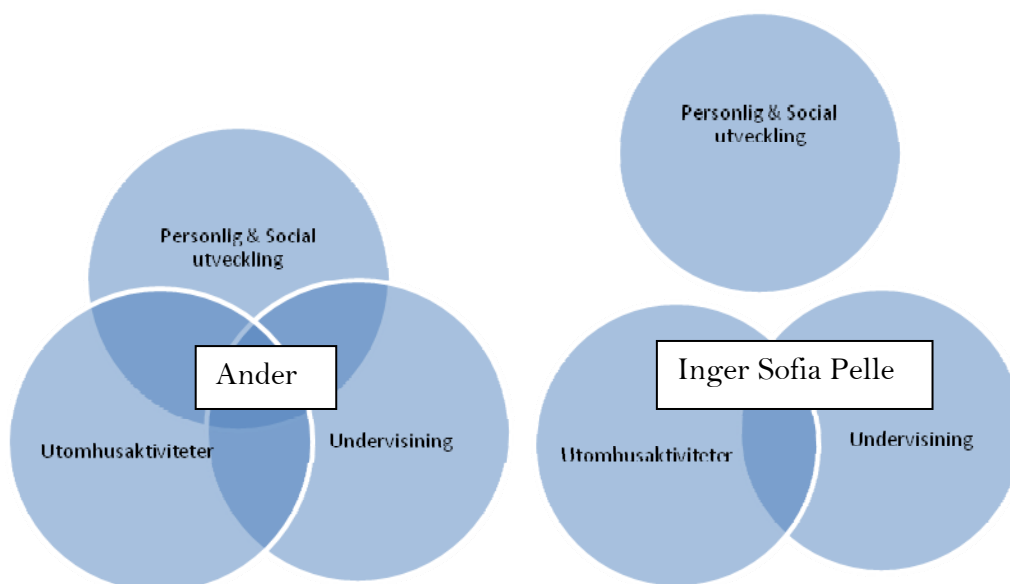 Personlig & Social
utveckling
Ander
Utomhusaktiviteter
Undervisining
Personlig & Social
utveckling
Inger Sofia Pelle
Utomhusaktiviteter
Undervisining